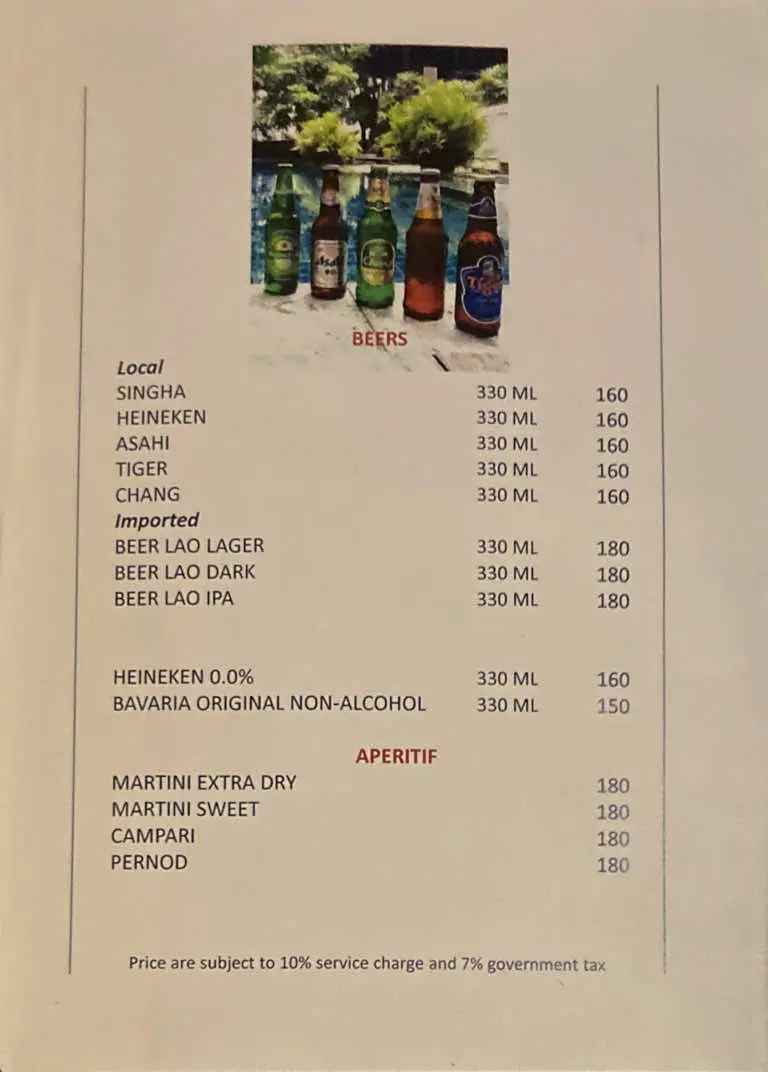 Asahi
Tiger
BEERS
Local
SINGHA 330 ML 160
HEINEKEN 330 ML 160
ASAHI 330 ML 160
TIGER 330 ML 160
CHANG 330 ML 160
Imported
BEER LAO LAGER 330 ML 180
BEER LAO DARK 330 ML 180
BEER LAO IPA 330 ML 180
HEINEKEN 0.0% 330 ML 160
BAVARIA ORIGINAL NON-ALCOHOL 330 ML 150
APERITIF
MARTINI EXTRA DRY 180
MARTINI SWEET 180
CAMPARI 180
PERNOD 180
Price are subject to 10% service charge and 7% government tax